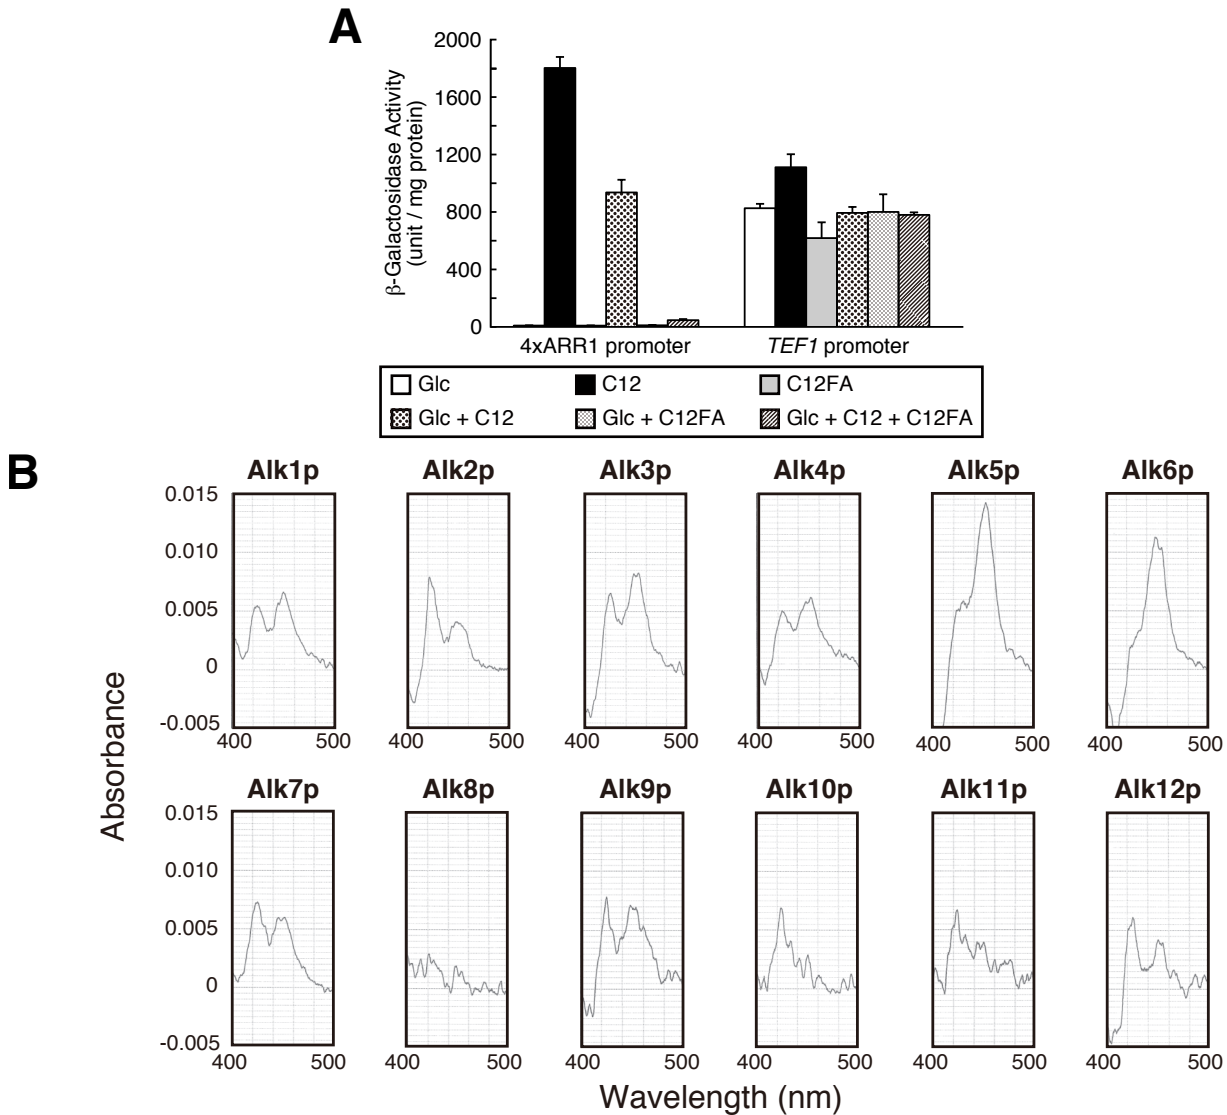 A
2000
1600
1200
800
400
0
β-Galactosidase Activity
(unit / mg protein)
4xARR1 promoter TEF1 promoter
Glc C12 C12FA
Glc + C12 Glc + C12FA Glc + C12 + C12FA
B
Alk1p Alk2p Alk3p Alk4p Alk5p Alk6p
0.015
0.010
0.005
0
-0.005
400 500 400 500 400 500 400 500 400 500 400 500
Absorbance
Alk7p Alk8p Alk9p Alk10p Alk11p Alk12p
0.015
0.010
0.005
0
-0.005
400 500 400 500 400 500 400 500 400 500 400 500
Wavelength (nm)